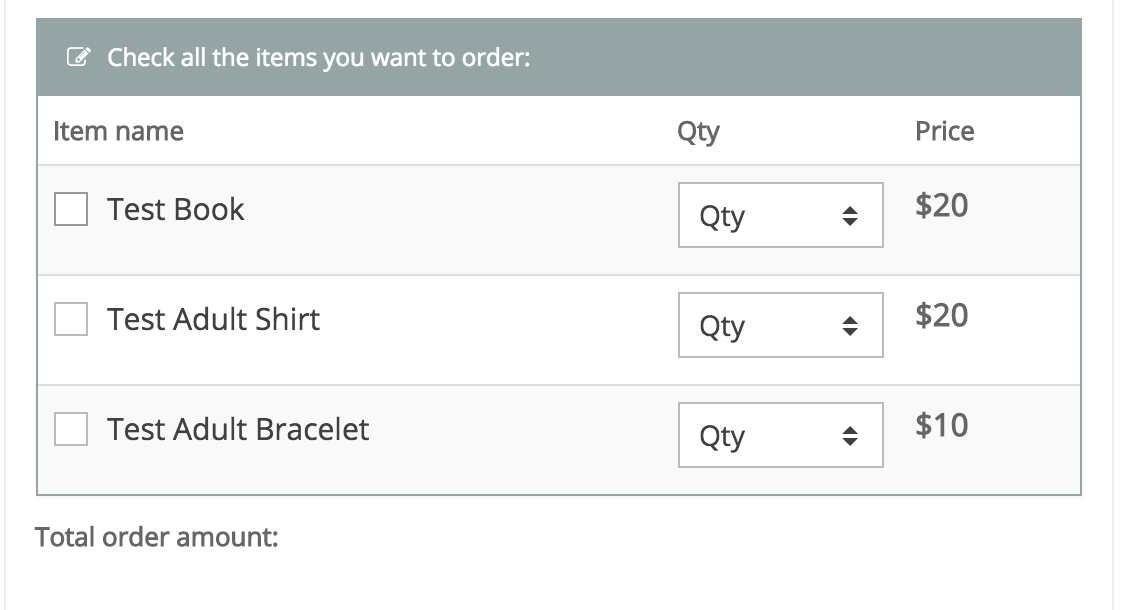 Check all the items you want to order:
Item name Qty Price
Test Book Qty $20
Test Adult Shirt Qty $20
Test Adult Bracelet Qty $10
Total order amount: